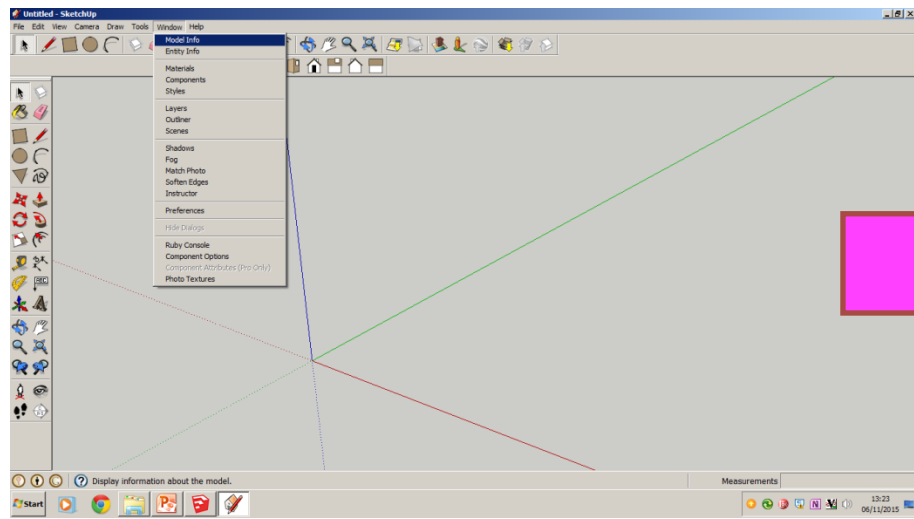 Untitled - SketchUp
File Edit View Camera Draw Tools Window Help
Model Info
Entity Info
Materials
Components
Styles
Layers
Outliner
Scenes
Shadows
Fog
Match Photo
Soften Edges
Instructor
Preferences
Hide Dialogs
Ruby Console
Component Options
Component Attributes (Pro Only)
Photo Textures
Display information about the model.
Measurements
Start
13:23
06/11/2015